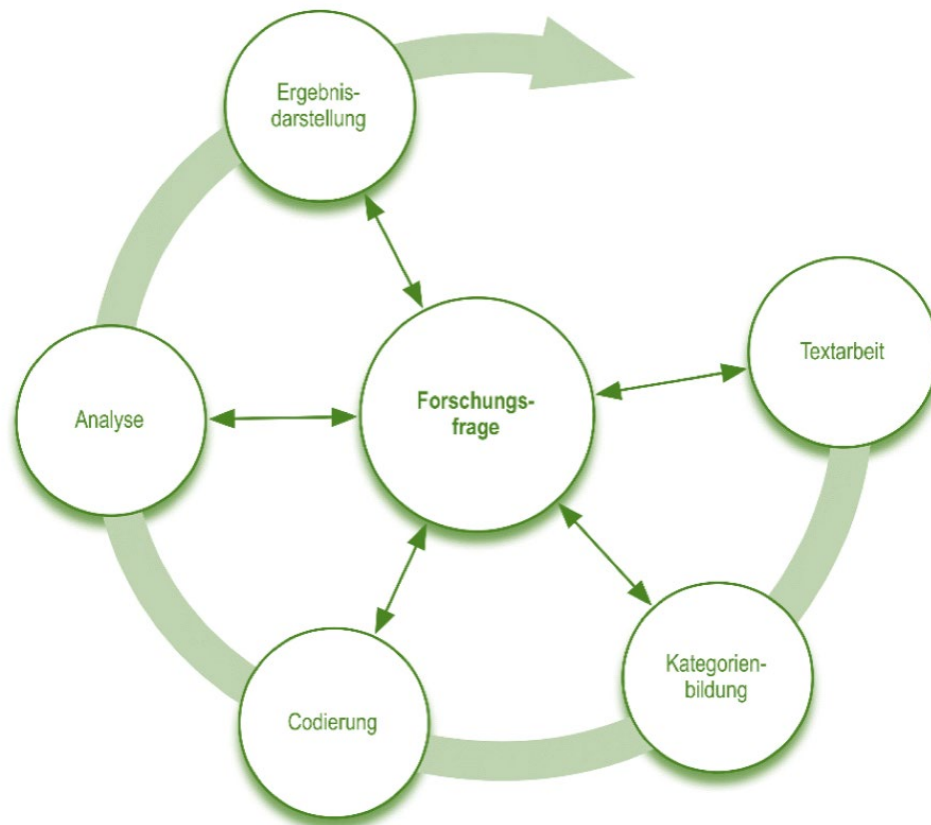 Ergebnis-
darstellung
Textarbeit
Forschungs-
frage
Analyse
Kategorien-
bildung
Codierung